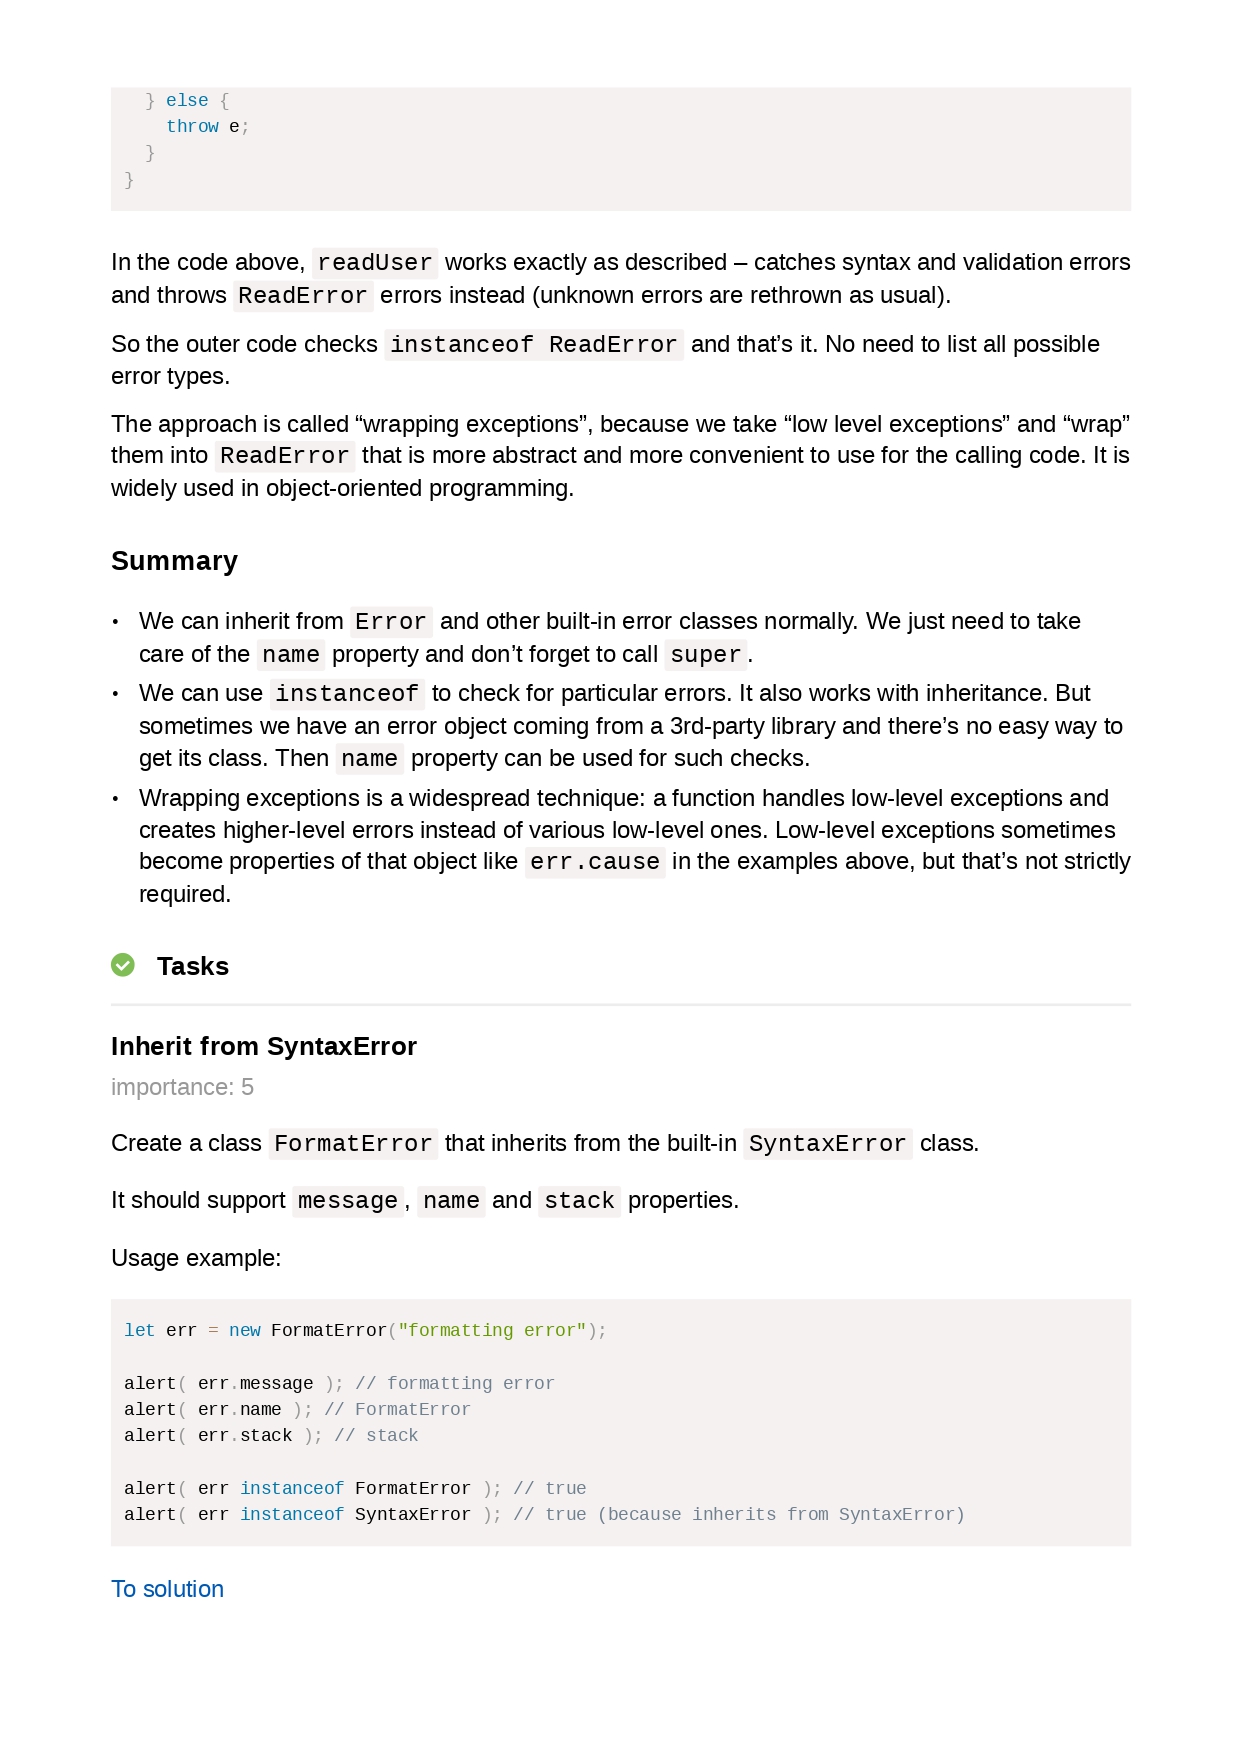 } else {
    throw e;
  }
}
In the code above, readUser works exactly as described – catches syntax and validation errors
and throws ReadError errors instead (unknown errors are rethrown as usual).
So the outer code checks instanceof ReadError and that’s it. No need to list all possible
error types.
The approach is called “wrapping exceptions”, because we take “low level exceptions” and “wrap”
them into ReadError that is more abstract and more convenient to use for the calling code. It is
widely used in object-oriented programming.
Summary
• We can inherit from Error and other built-in error classes normally. We just need to take
care of the name property and don’t forget to call super.
• We can use instanceof to check for particular errors. It also works with inheritance. But
sometimes we have an error object coming from a 3rd-party library and there’s no easy way to
get its class. Then name property can be used for such checks.
• Wrapping exceptions is a widespread technique: a function handles low-level exceptions and
creates higher-level errors instead of various low-level ones. Low-level exceptions sometimes
become properties of that object like err.cause in the examples above, but that’s not strictly
required.
Tasks
Inherit from SyntaxError
importance: 5
Create a class FormatError that inherits from the built-in SyntaxError class.
It should support message, name and stack properties.
Usage example:
let err = new FormatError("formatting error");
alert( err.message ); // formatting error
alert( err.name ); // FormatError
alert( err.stack ); // stack
alert( err instanceof FormatError ); // true
alert( err instanceof SyntaxError ); // true (because inherits from SyntaxError)
To solution